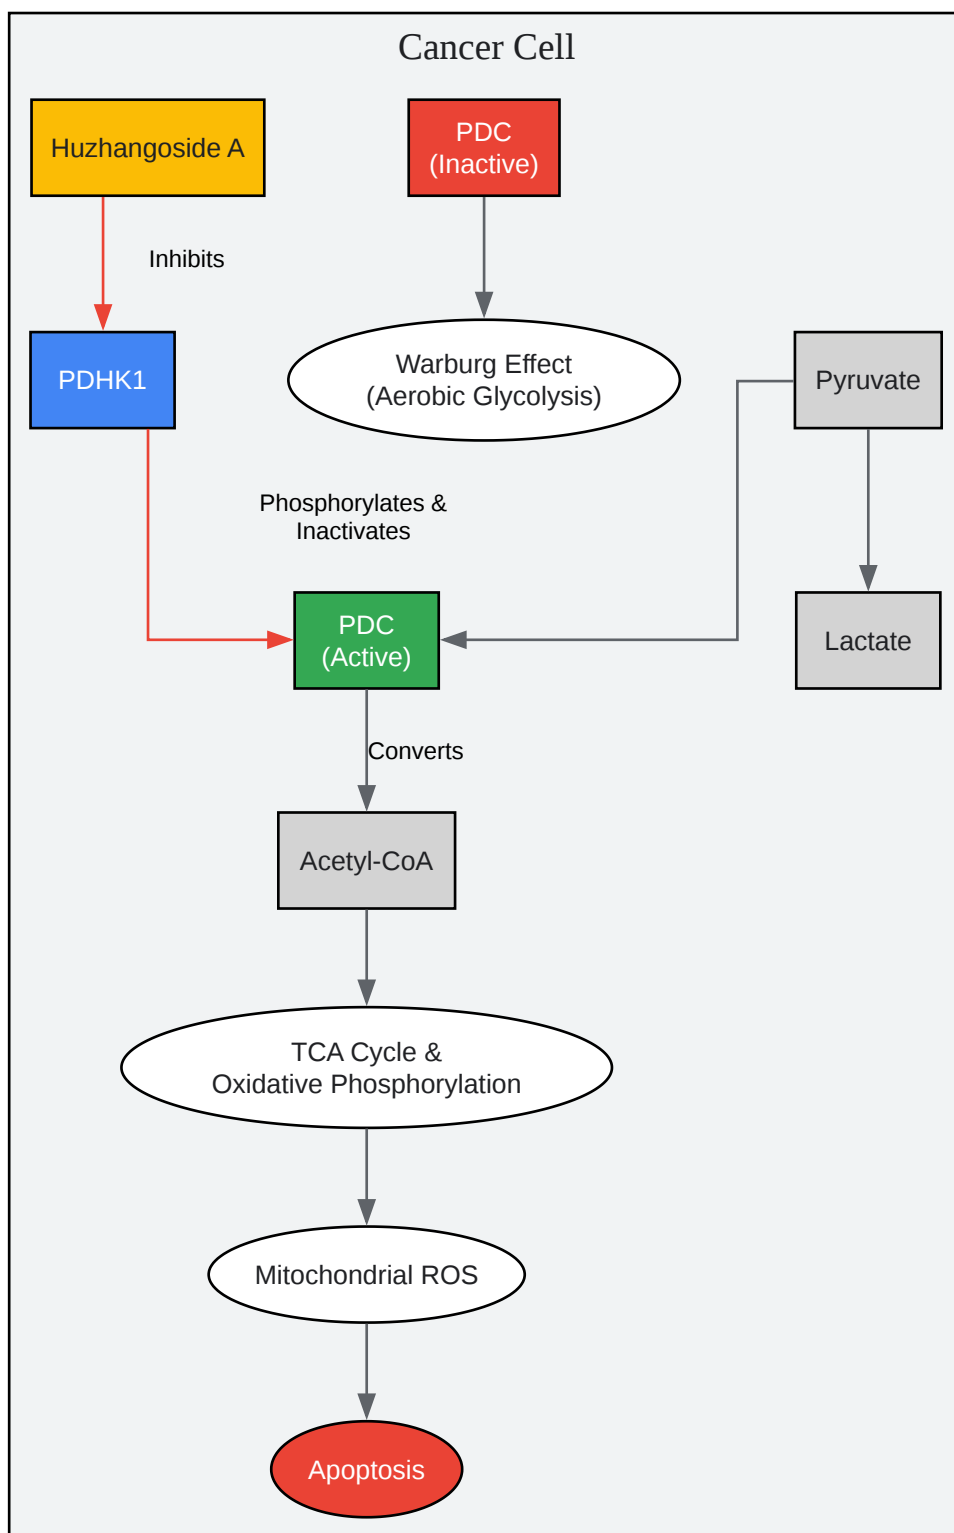 Cancer Cell
Huzhangoside A
PDC
(Inactive)
Inhibits
PDHK1
Warburg Effect
(Aerobic Glycolysis)
Pyruvate
Phosphorylates &
Inactivates
PDC
(Active)
Lactate
Converts
Acetyl-CoA
TCA Cycle &
Oxidative Phosphorylation
Mitochondrial ROS
Apoptosis